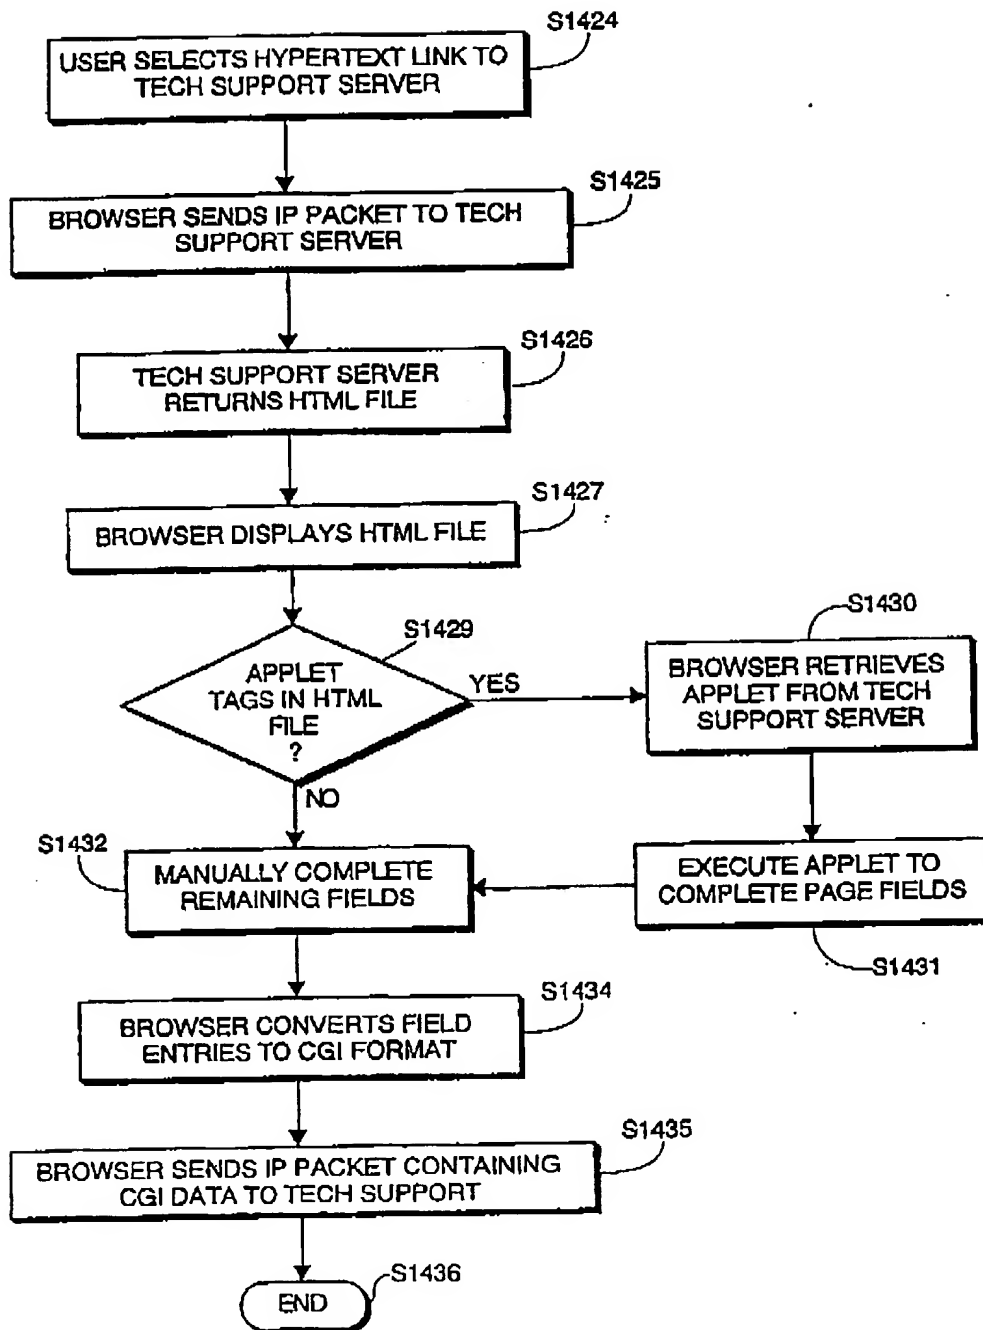 S1424
USER SELECTS HYPERTEXT LINK TO
TECH SUPPORT SERVER
S1425
BROWSER SENDS IP PACKET TO TECH
SUPPORT SERVER
S1426
TECH SUPPORT SERVER
RETURNS HTML FILE
S1427
BROWSER DISPLAYS HTML FILE
S1429
APPLET
TAGS IN HTML
FILE
?
YES
NO
S1430
BROWSER RETRIEVES
APPLET FROM TECH
SUPPORT SERVER
EXECUTE APPLET TO
COMPLETE PAGE FIELDS
S1431
S1432
MANUALLY COMPLETE
REMAINING FIELDS
S1434
BROWSER CONVERTS FIELD
ENTRIES TO CGI FORMAT
S1435
BROWSER SENDS IP PACKET CONTAINING
CGI DATA TO TECH SUPPORT
S1436
END